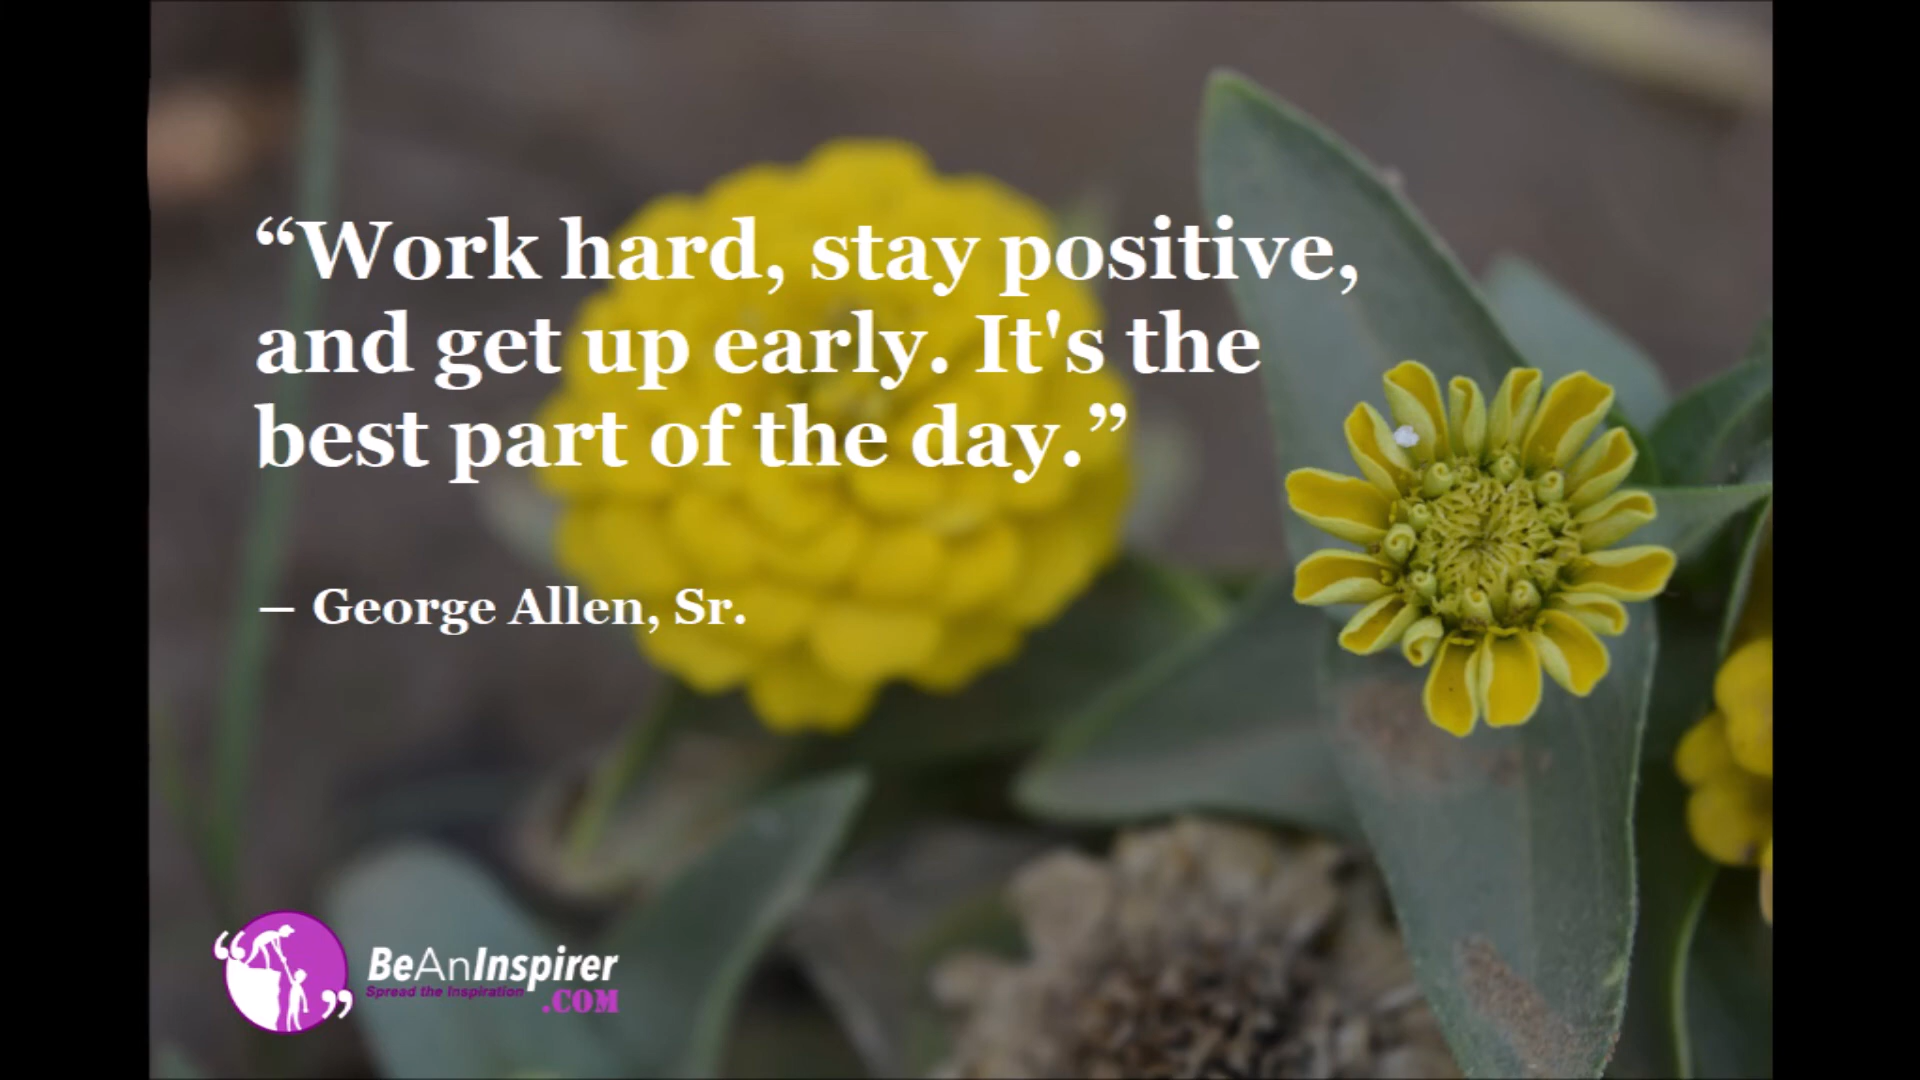 “Work hard, stay positive,
and get up early. It's the
best part of the day.”
— George Allen, Sr.
BeAnInspirer
Spread the Inspiration
.COM